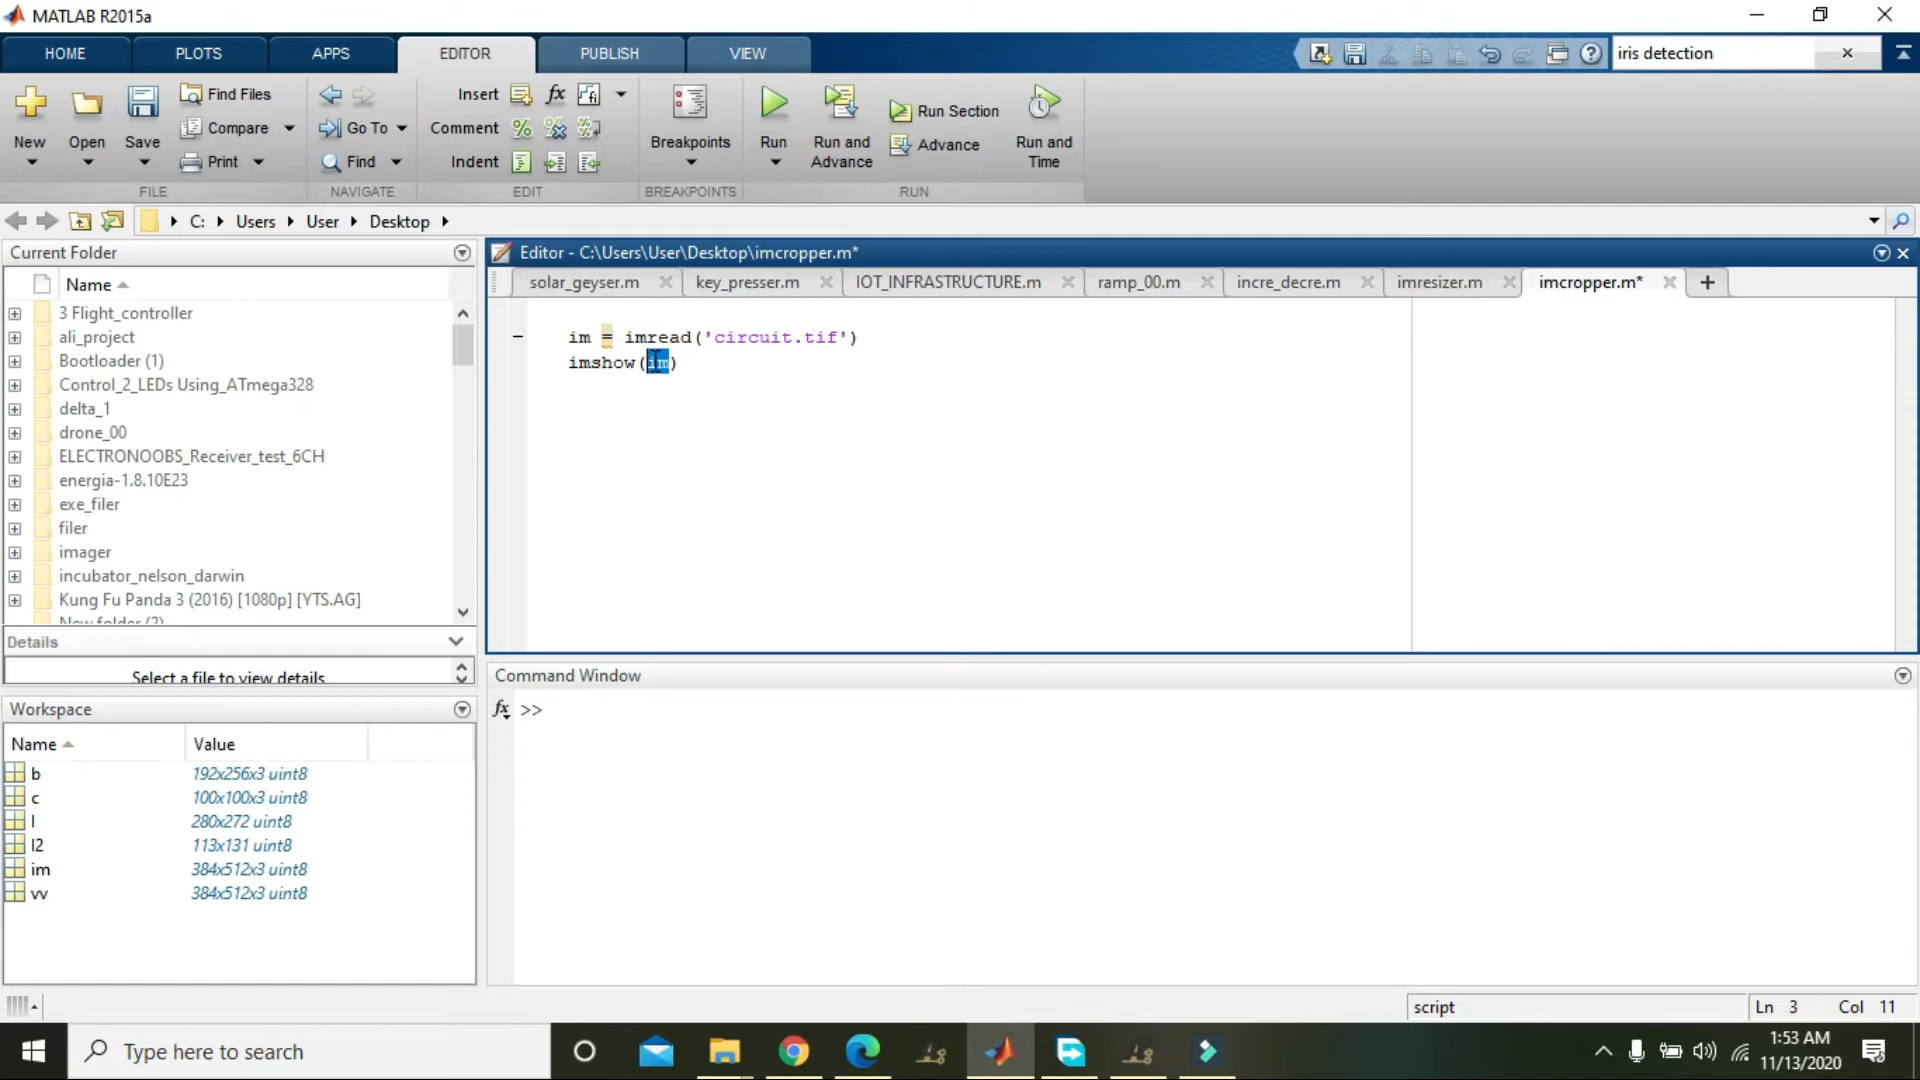 MATLAB R2015a
HOME PLOTS APPS EDITOR PUBLISH VIEW iris detection
New Open Save Find Files Compare Print
Go To Find
Insert fx
Comment
Indent
Breakpoints
Run
Run and Advance
Run Section
Advance
Run and Time
FILE NAVIGATE EDIT BREAKPOINTS RUN
C: Users User Desktop
Current Folder
Name
3 Flight_controller
ali_project
Bootloader (1)
Control_2_LEDs Using_ATmega328
delta_1
drone_00
ELECTRONOOBS_Receiver_test_6CH
energia-1.8.10E23
exe_filer
filer
imager
incubator_nelson_darwin
Kung Fu Panda 3 (2016) [1080p] [YTS.AG]
New folder (2)
Details
Select a file to view details
Workspace
Name Value
b 192x256x3 uint8
c 100x100x3 uint8
I 280x272 uint8
I2 113x131 uint8
im 384x512x3 uint8
vv 384x512x3 uint8
Editor - C:\Users\User\Desktop\imcropper.m*
solar_geyser.m key_presser.m IOT_INFRASTRUCTURE.m ramp_00.m incre_decre.m imresizer.m imcropper.m*
im = imread('circuit.tif')
imshow(im)
Command Window
fx >>
script Ln 3 Col 11
Type here to search
1:53 AM
11/13/2020